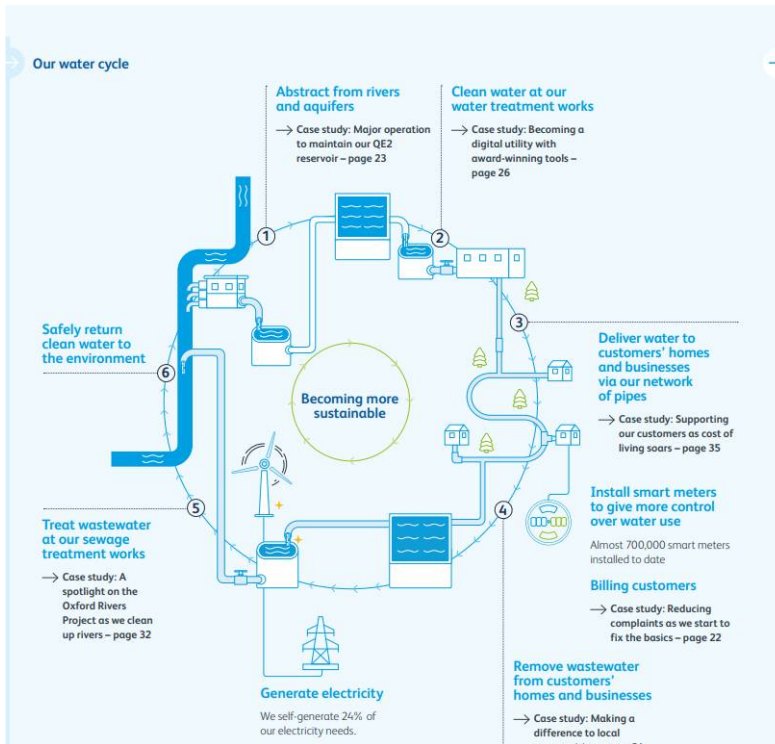 Our water cycle
Abstract from rivers
and aquifers
→ Case study: Major operation
to maintain our QE2
reservoir – page 23
Clean water at our
water treatment works
→ Case study: Becoming a
digital utility with
award-winning tools –
page 26
1
2
3
Deliver water to
customers' homes
and businesses
via our network
of pipes
→ Case study: Supporting
our customers as cost of
living soars – page 35
Safely return
clean water to
the environment
6
Becoming more
sustainable
Install smart meters
to give more control
over water use
Almost 700,000 smart meters
installed to date
Billing customers
→ Case study: Reducing
complaints as we start to
fix the basics – page 22
5
4
Treat wastewater
at our sewage
treatment works
→ Case study: A
spotlight on the
Oxford Rivers
Project as we clean
up rivers – page 32
Remove wastewater
from customers'
homes and businesses
→ Case study: Making a
difference to local
Generate electricity
We self-generate 24% of
our electricity needs.